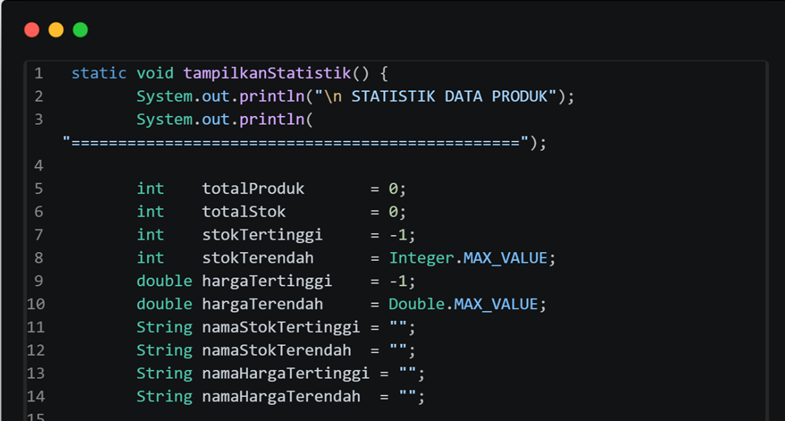 1 static void tampilkanStatistik() {
2 System.out.println("\n STATISTIK DATA PRODUK");
3 System.out.println(
"================================================");
4
5 int totalProduk = 0;
6 int totalStok = 0;
7 int stokTertinggi = -1;
8 int stokTerendah = Integer.MAX_VALUE;
9 double hargaTertinggi = -1;
10 double hargaTerendah = Double.MAX_VALUE;
11 String namaStokTertinggi = "";
12 String namaStokTerendah = "";
13 String namaHargaTertinggi = "";
14 String namaHargaTerendah = "";
15